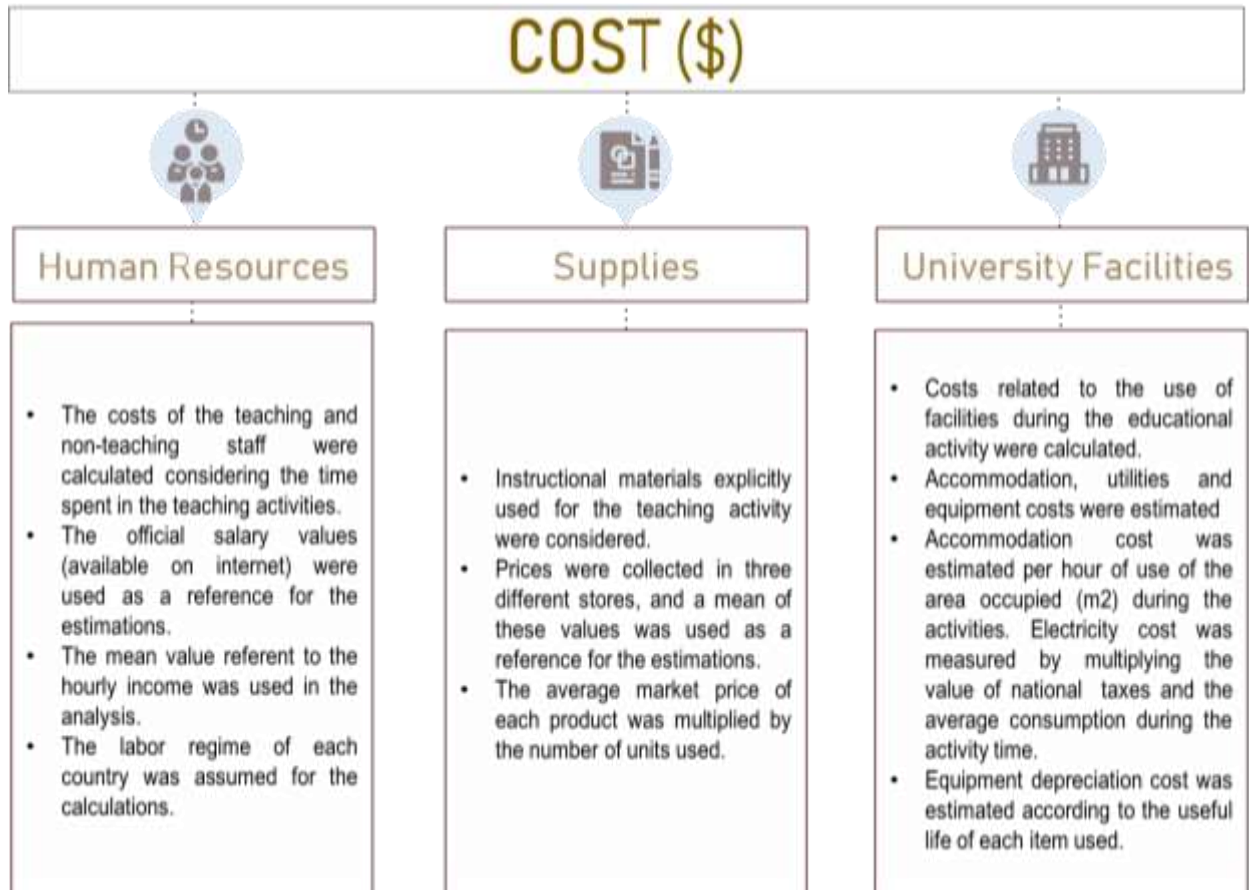 COST ($)
Human Resources
• The costs of the teaching and
non-teaching staff were
calculated considering the time
spent in the teaching activities.
• The official salary values
(available on internet) were
used as a reference for the
estimations.
• The mean value referent to the
hourly income was used in the
analysis.
• The labor regime of each
country was assumed for the
calculations.
Supplies
• Instructional materials explicitly
used for the teaching activity
were considered.
• Prices were collected in three
different stores, and a mean of
these values was used as a
reference for the estimations.
• The average market price of
each product was multiplied by
the number of units used.
University Facilities
• Costs related to the use of
facilities during the educational
activity were calculated.
• Accommodation, utilities and
equipment costs were estimated
• Accommodation cost was
estimated per hour of use of the
area occupied (m2) during the
activities. Electricity cost was
measured by multiplying the
value of national taxes and the
average consumption during the
activity time.
• Equipment depreciation cost was
estimated according to the useful
life of each item used.